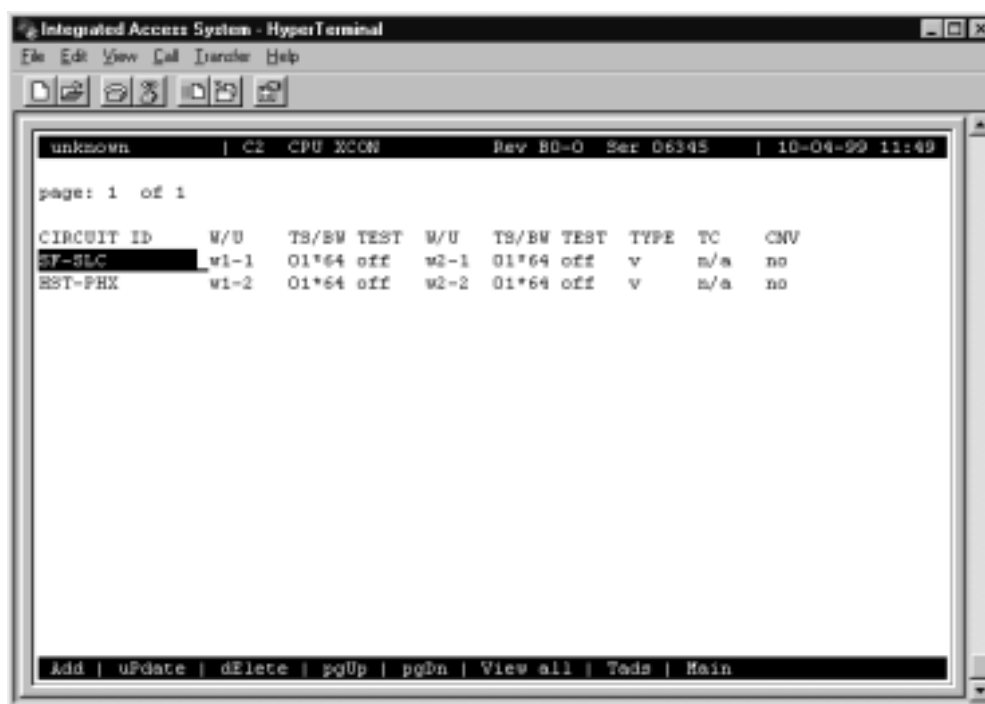 Integrated Access System - HyperTerminal
File Edit View Call Transfer Help
unknown | C2 CPU XCON Rev B0-0 Ser 06345 | 10-04-99 11:49
page: 1 of 1
CIRCUIT ID W/U TS/BW TEST W/U TS/BW TEST TYPE TC CNV
SF-SLC w1-1 01*64 off w2-1 01*64 off v n/a no
HST-PHX w1-2 01*64 off w2-2 01*64 off v n/a no
Add | uPdate | dElete | pgUp | pgDn | View all | Tads | Main